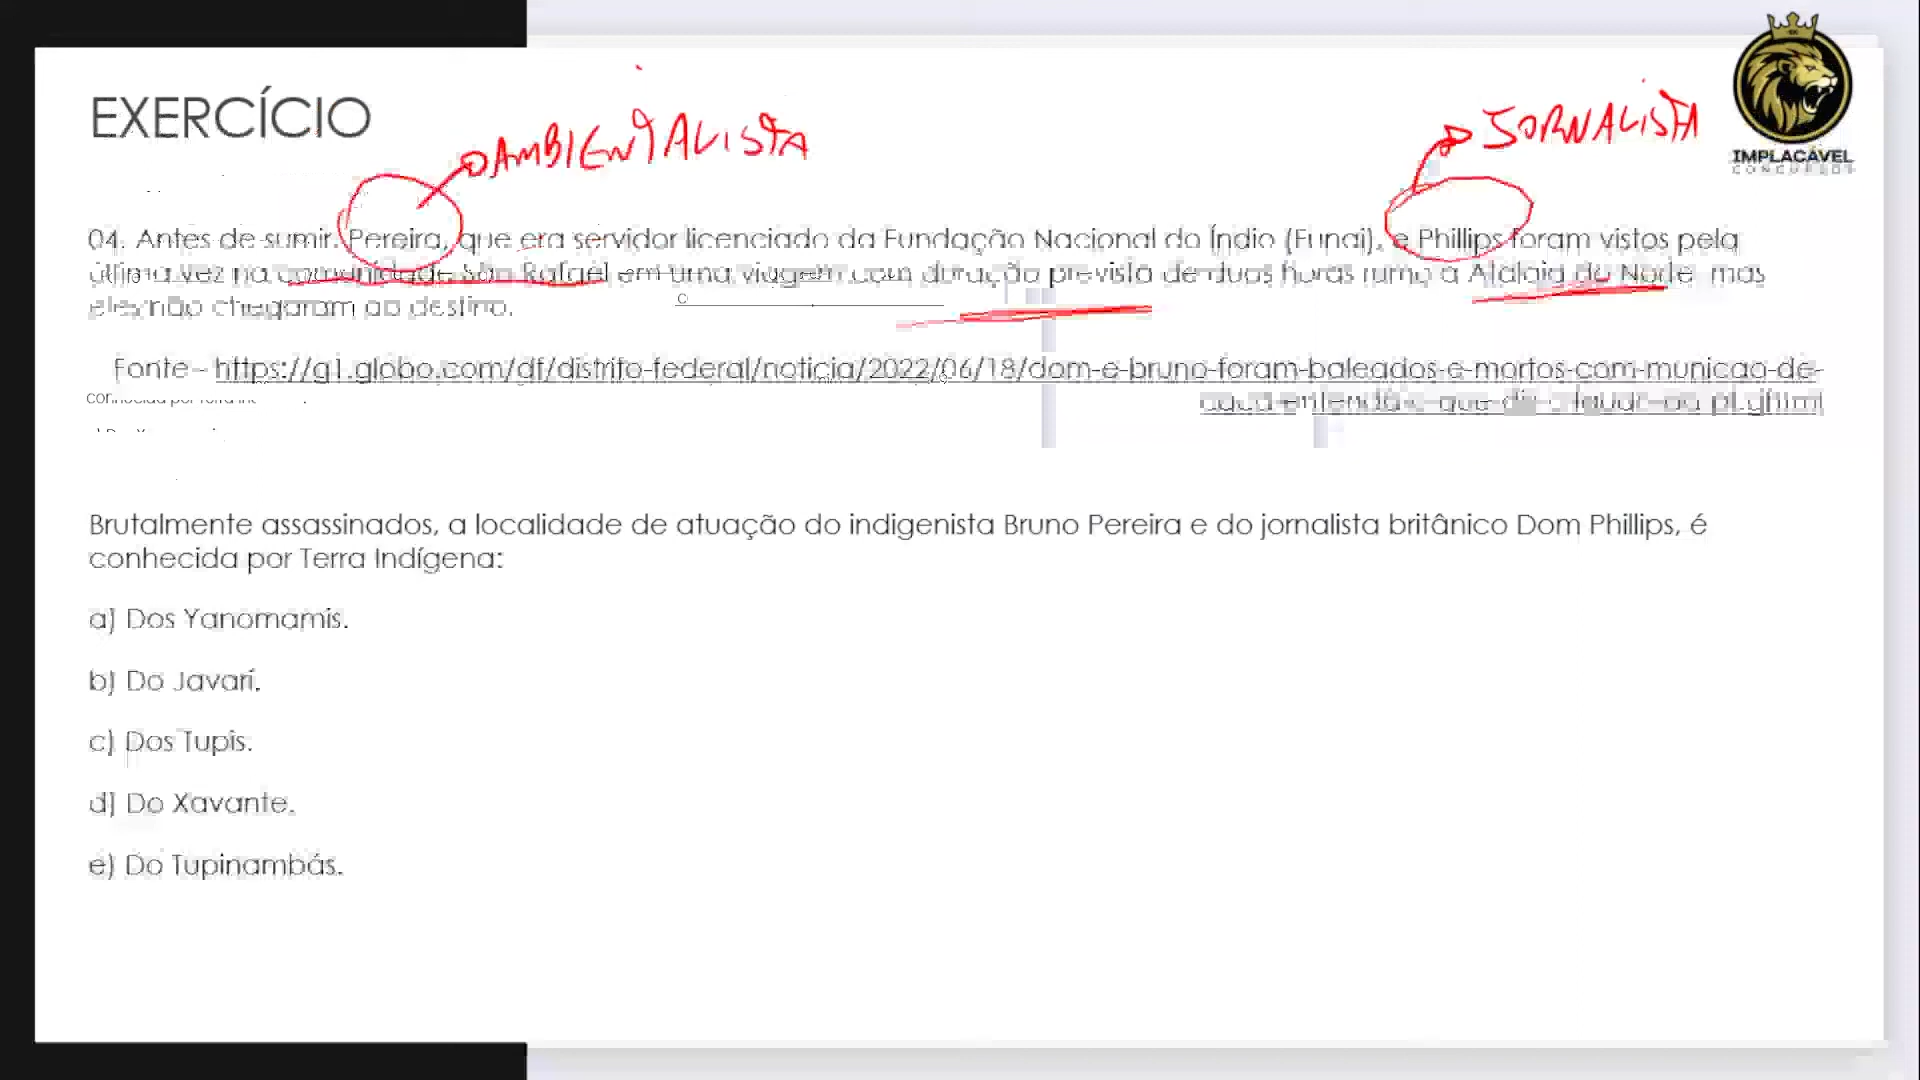 EXERCÍCIO
AMBIENTALISTA
JORNALISTA
IMPLACÁVEL
CONCURSOS
04. Antes de sumir, Pereira, que era servidor licenciado da Fundação Nacional do Índio (Funai), e Phillips foram vistos pela
última vez na comunidade São Rafael em uma viagem com duração prevista de duas horas rumo a Atalaia do Norte, mas
eles não chegaram ao destino.
Fonte– https://g1.globo.com/df/distrito-federal/noticia/2022/06/18/dom-e-bruno-foram-baleados-e-mortos-com-municao-de-
Brutalmente assassinados, a localidade de atuação do indigenista Bruno Pereira e do jornalista britânico Dom Phillips, é
conhecida por Terra Indígena:
a) Dos Yanomamis.
b) Do Javari.
c) Dos Tupis.
d) Do Xavante.
e) Do Tupinambás.